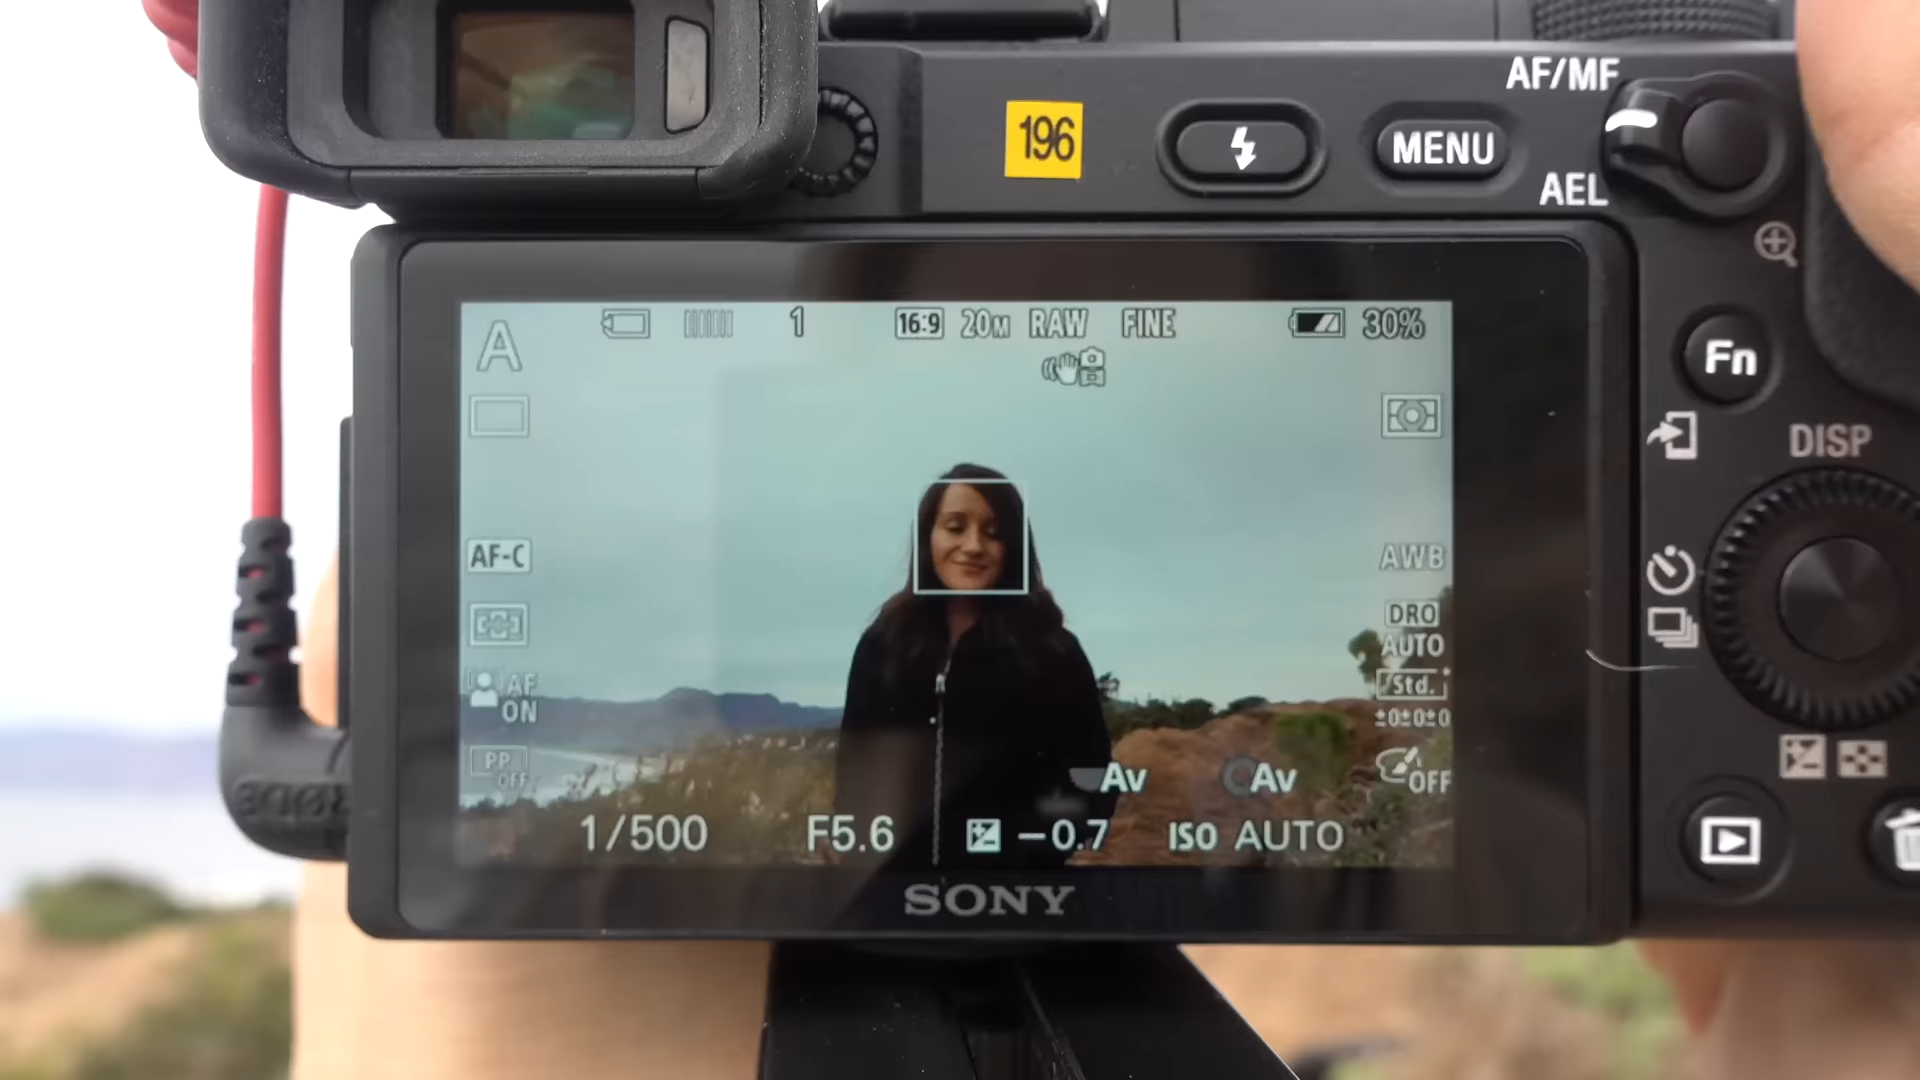 AF/MF
196
MENU
AEL
A
1
16:9
20M
RAW
FINE
30%
Fn
DISP
AF-C
AWB
DRO
AUTO
AF
ON
Std.
±0±0±0
PP
OFF
Av
Av
OFF
1/500
F5.6
−0.7
ISO AUTO
SONY
RØDE